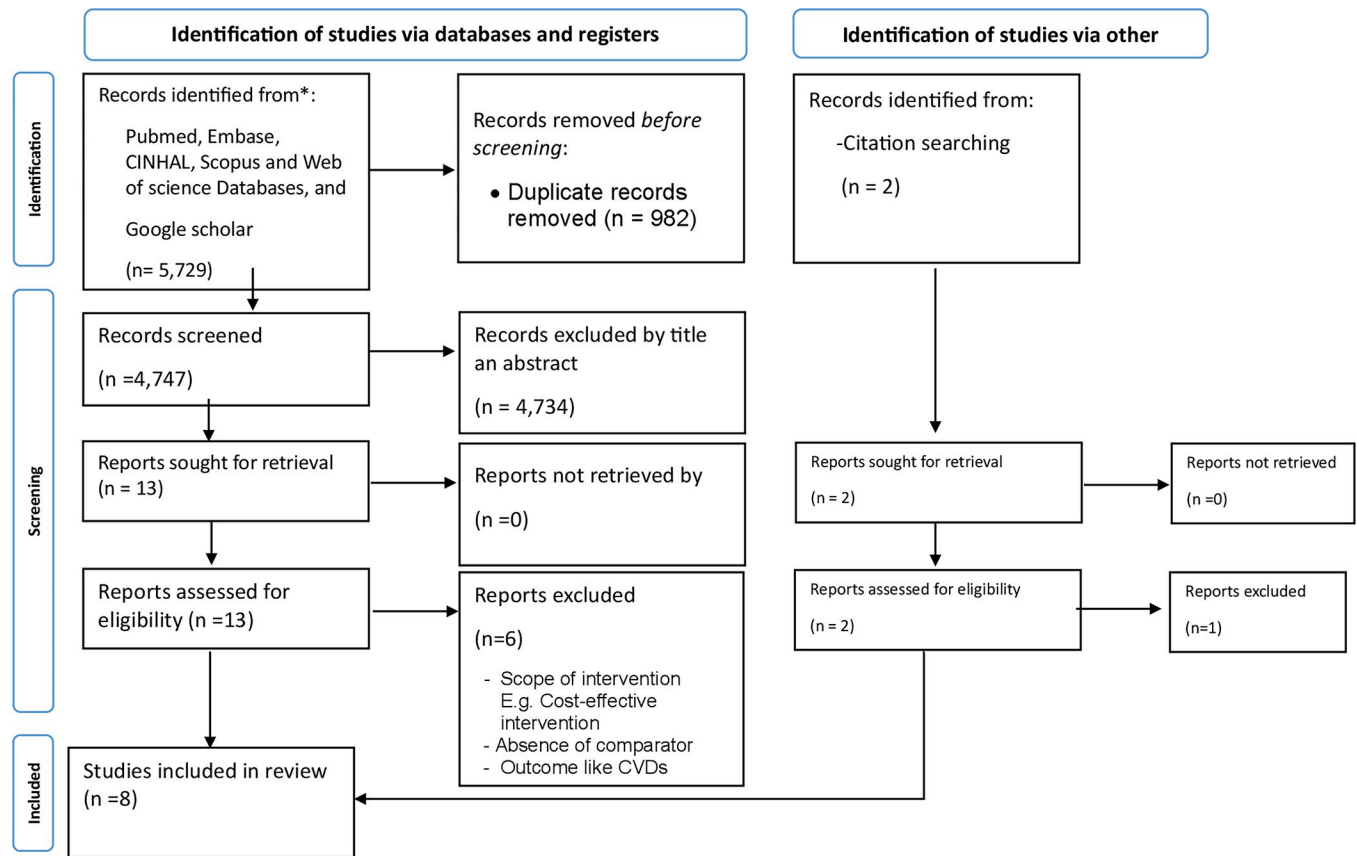 Identification of studies via databases and registers
Identification of studies via other
Identification
Records identified from*:
Pubmed, Embase,
CINHAL, Scopus and Web
of science Databases, and
Google scholar
(n= 5,729)
Records removed before
screening:
• Duplicate records
removed (n = 982)
Records identified from:
-Citation searching
(n = 2)
Screening
Records screened
(n =4,747)
Records excluded by title
an abstract
(n = 4,734)
Reports sought for retrieval
(n = 13)
Reports not retrieved by
(n =0)
Reports sought for retrieval
(n = 2)
Reports not retrieved
(n =0)
Reports assessed for
eligibility (n =13)
Reports excluded
(n=6)
- Scope of intervention
E.g. Cost-effective
intervention
- Absence of comparator
- Outcome like CVDs
Reports assessed for eligibility
(n = 2)
Reports excluded
(n=1)
Included
Studies included in review
(n =8)